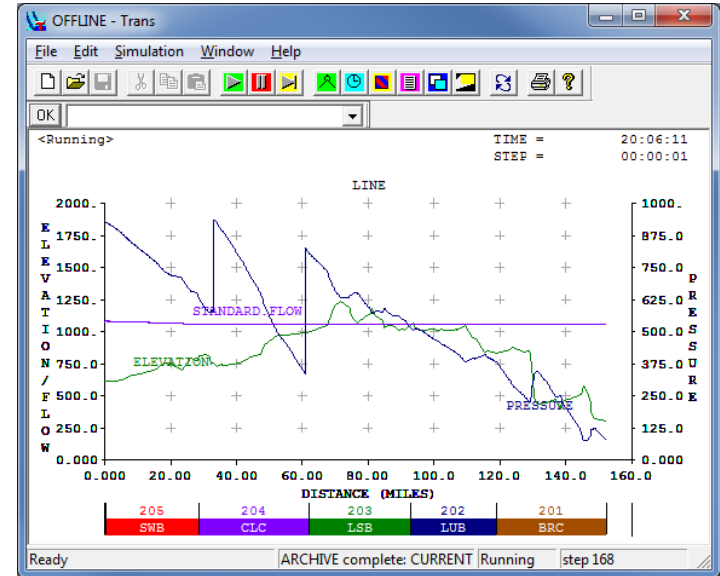 OFFLINE - Trans
File Edit Simulation Window Help
OK
<Running>
TIME = 20:06:11
STEP = 00:00:01
LINE
2000. 1000.
1750. 875.0
1500. 750.0
1250. 625.0
STANDARD.FLOW
1000. 500.0
ELEVATION
750.0 375.0
500.0 250.0
PRESSURE
250.0 125.0
0.000 0.000
ELEVATION/FLOW
PRESSURE
0.000 20.00 40.00 60.00 80.00 100.0 120.0 140.0 160.0
DISTANCE (MILES)
205 204 203 202 201
SWB CLC LSB LUB BRC
Ready ARCHIVE complete: CURRENT Running step 168